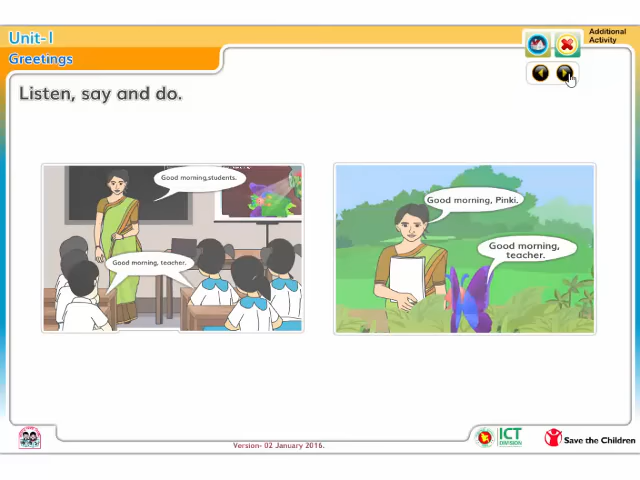 Unit-1
Greetings
Additional
Activity
Listen, say and do.
Good morning,students.
Good morning, teacher.
Good morning, Pinki.
Good morning,
teacher.
Version- 02 January 2016.
ICT
DIVISION
Save the Children